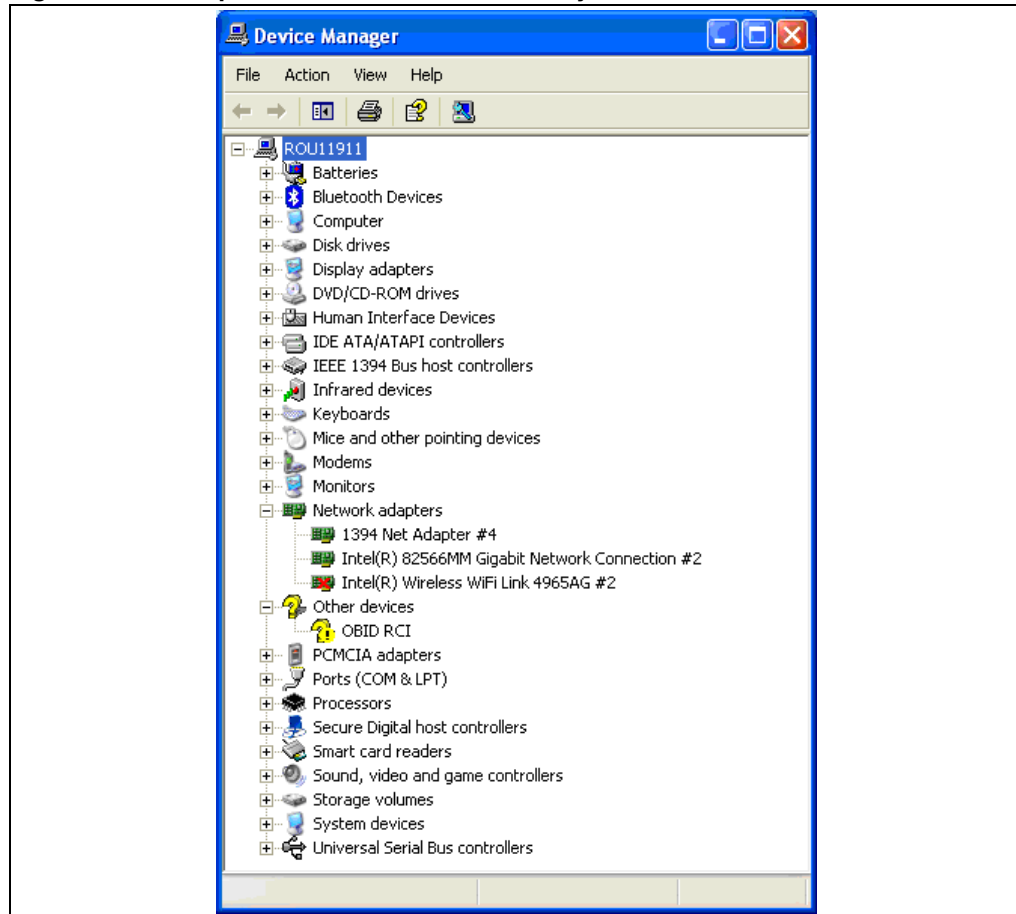 Device Manager
File Action View Help
ROU11911
Batteries
Bluetooth Devices
Computer
Disk drives
Display adapters
DVD/CD-ROM drives
Human Interface Devices
IDE ATA/ATAPI controllers
IEEE 1394 Bus host controllers
Infrared devices
Keyboards
Mice and other pointing devices
Modems
Monitors
Network adapters
1394 Net Adapter #4
Intel(R) 82566MM Gigabit Network Connection #2
Intel(R) Wireless WiFi Link 4965AG #2
Other devices
OBID RCI
PCMCIA adapters
Ports (COM & LPT)
Processors
Secure Digital host controllers
Smart card readers
Sound, video and game controllers
Storage volumes
System devices
Universal Serial Bus controllers